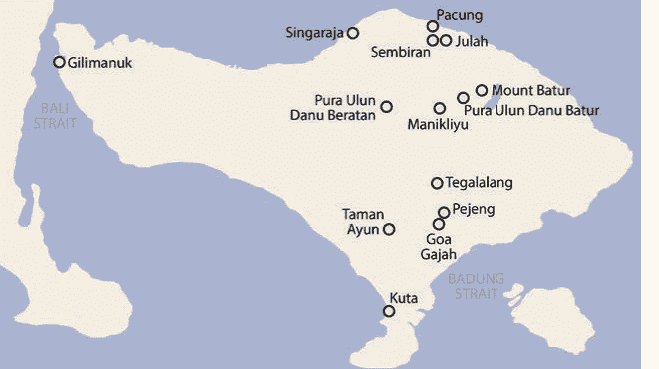 Pacung
Singaraja
Sembiran
Julah
Gilimanuk
Mount Batur
Pura Ulun
Danu Beratan
Pura Ulun Danu Batur
BALI
STRAIT
Manikliyu
Tegalalang
Taman
Ayun
Pejeng
Goa
Gajah
BADUNG
STRAIT
Kuta